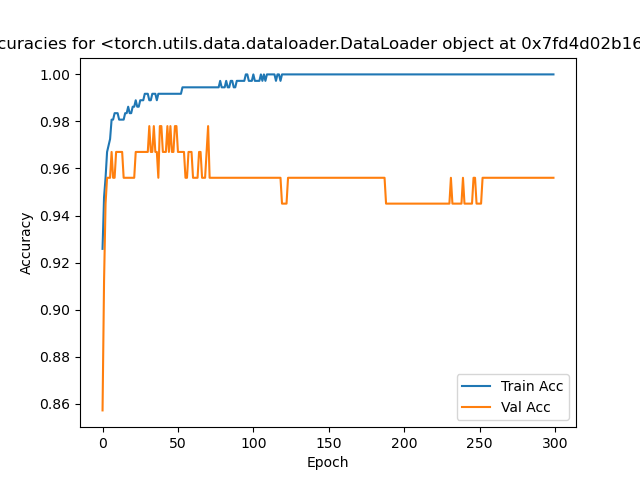 curacies for <torch.utils.data.dataloader.DataLoader object at 0x7fd4d02b16
1.00
0.98
0.96
0.94
0.92
0.90
0.88
0.86
Accuracy
Train Acc
Val Acc
0 50 100 150 200 250 300
Epoch